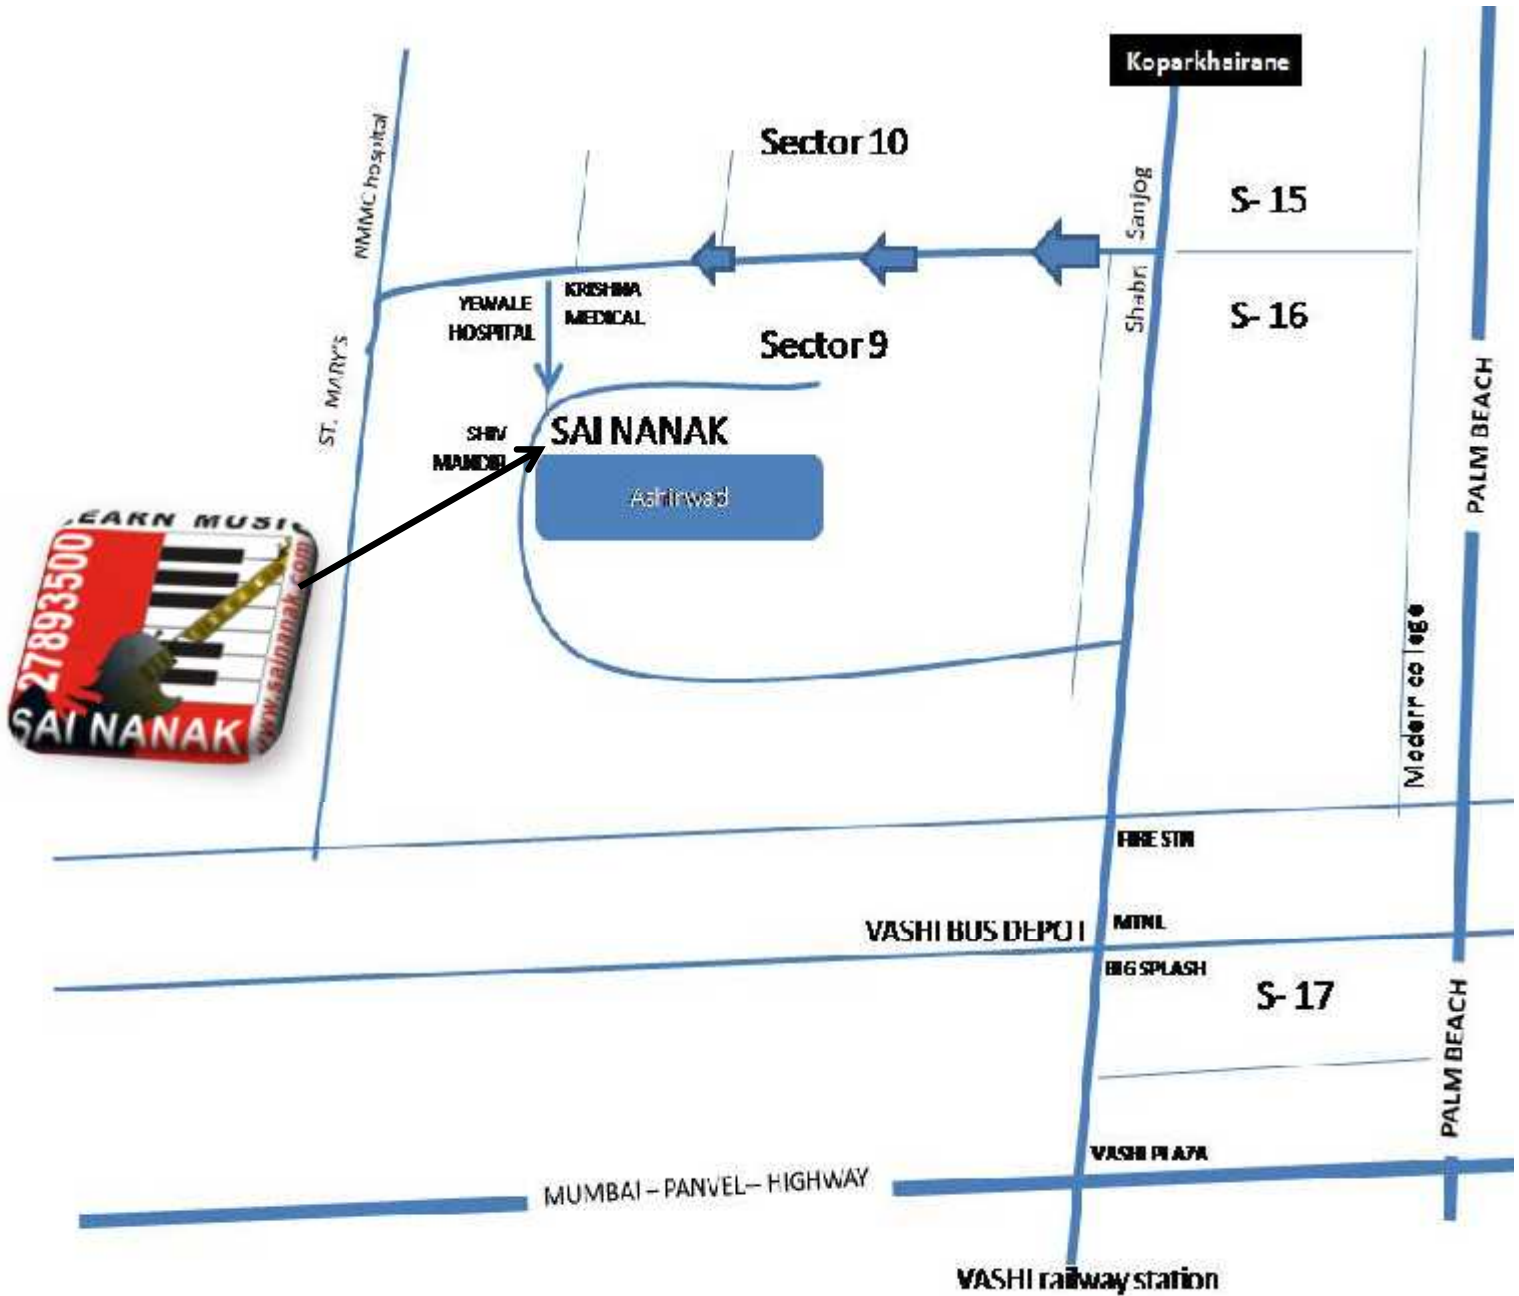 Koparkhairane
Sector 10
NMMC hospital
Sanjog
S- 15
YEWALE
HOSPITAL
KRISHNA
MEDICAL
Shabri
S- 16
Sector 9
ST. MARY'S
PALM BEACH
SHIV
MANDIR
SAI NANAK
Ashirwad
LEARN MUSIC
27893500
www.sainanak.com
SAI NANAK
Modern college
FIRE STN
VASHI BUS DEPOT
MTNL
BIG SPLASH
S- 17
PALM BEACH
VASHI PLAZA
MUMBAI – PANVEL– HIGHWAY
VASHI railway station